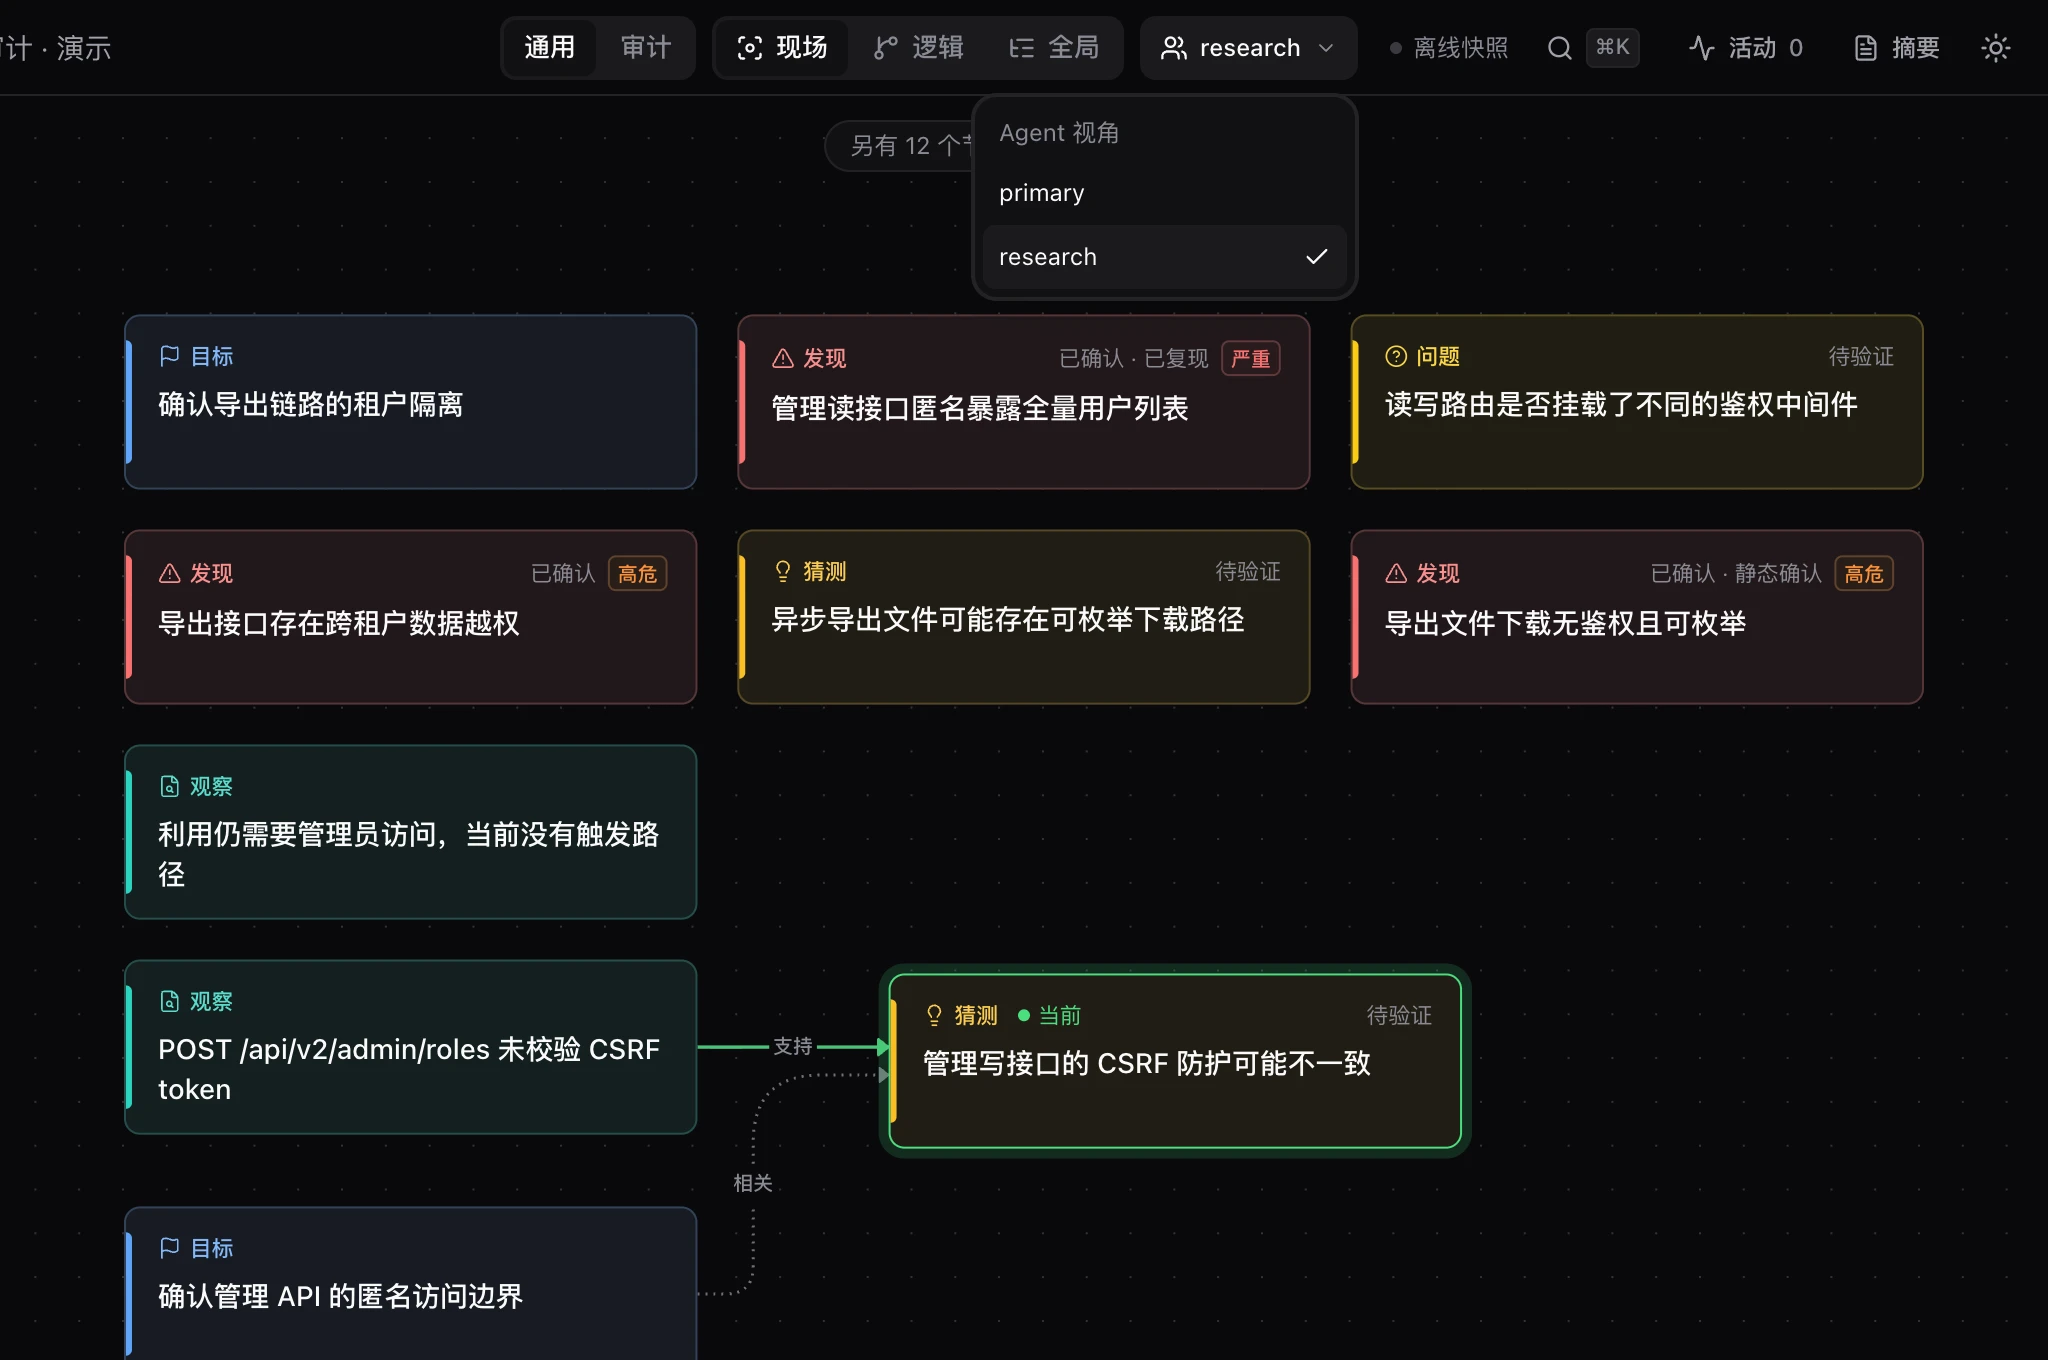 计 · 演示
通用
审计
现场
逻辑
全局
research
离线快照
⌘K
活动 0
摘要
另有 12 个
Agent 视角
primary
research
目标
确认导出链路的租户隔离
发现
已确认 · 已复现
严重
管理读接口匿名暴露全量用户列表
问题
待验证
读写路由是否挂载了不同的鉴权中间件
发现
已确认
高危
导出接口存在跨租户数据越权
猜测
待验证
异步导出文件可能存在可枚举下载路径
发现
已确认 · 静态确认
高危
导出文件下载无鉴权且可枚举
观察
利用仍需要管理员访问，当前没有触发路
径
观察
POST /api/v2/admin/roles 未校验 CSRF
token
支持
猜测
当前
待验证
管理写接口的 CSRF 防护可能不一致
相关
目标
确认管理 API 的匿名访问边界